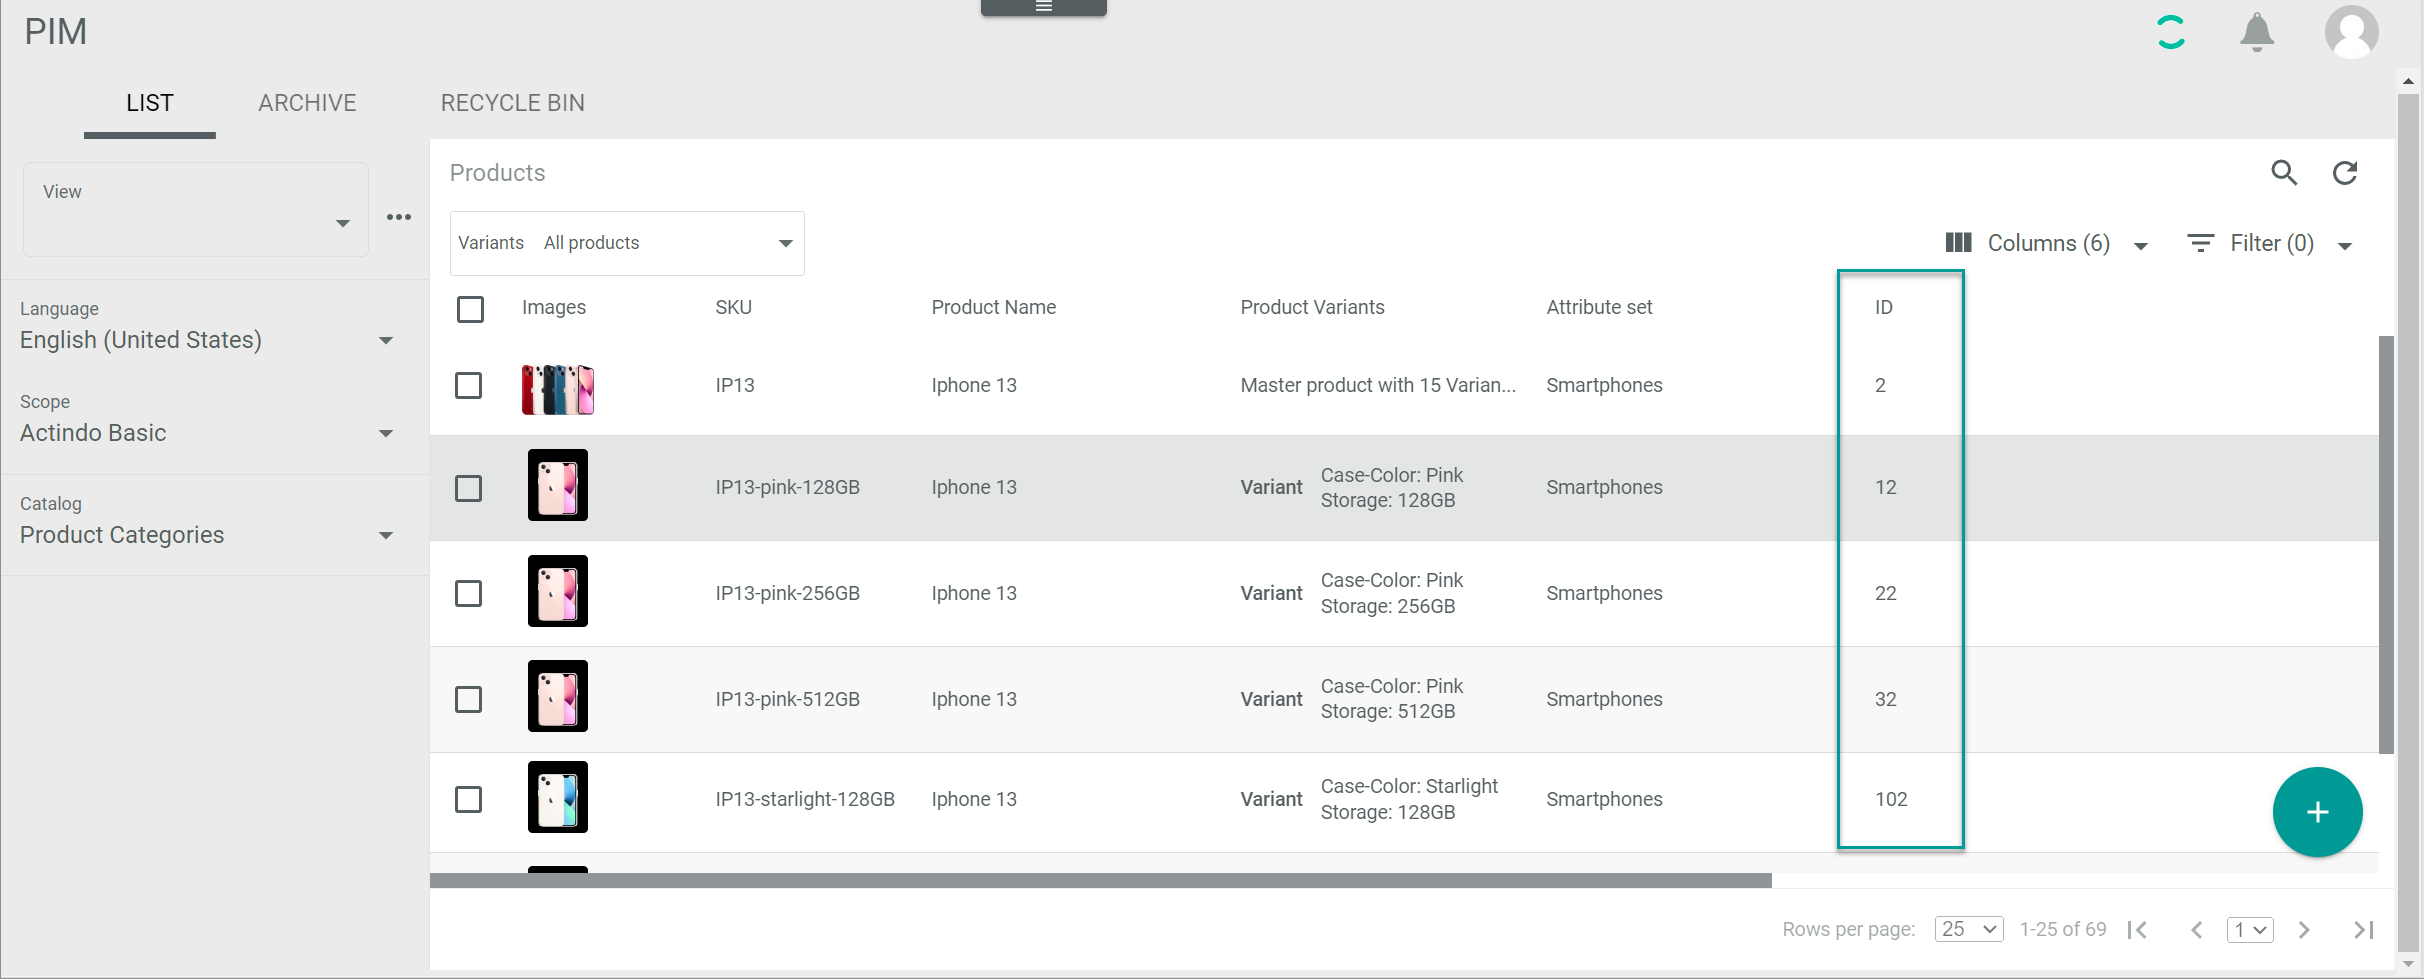 PIM
LIST
ARCHIVE
RECYCLE BIN
View
Language
English (United States)
Scope
Actindo Basic
Catalog
Product Categories
Products
Variants All products
Columns (6)
Filter (0)
Images SKU Product Name Product Variants Attribute set ID
IP13 Iphone 13 Master product with 15 Varian... Smartphones 2
IP13-pink-128GB Iphone 13 Variant Case-Color: Pink Smartphones 12
Storage: 128GB
IP13-pink-256GB Iphone 13 Variant Case-Color: Pink Smartphones 22
Storage: 256GB
IP13-pink-512GB Iphone 13 Variant Case-Color: Pink Smartphones 32
Storage: 512GB
IP13-starlight-128GB Iphone 13 Variant Case-Color: Starlight Smartphones 102
Storage: 128GB
Rows per page: 25 1-25 of 69 1